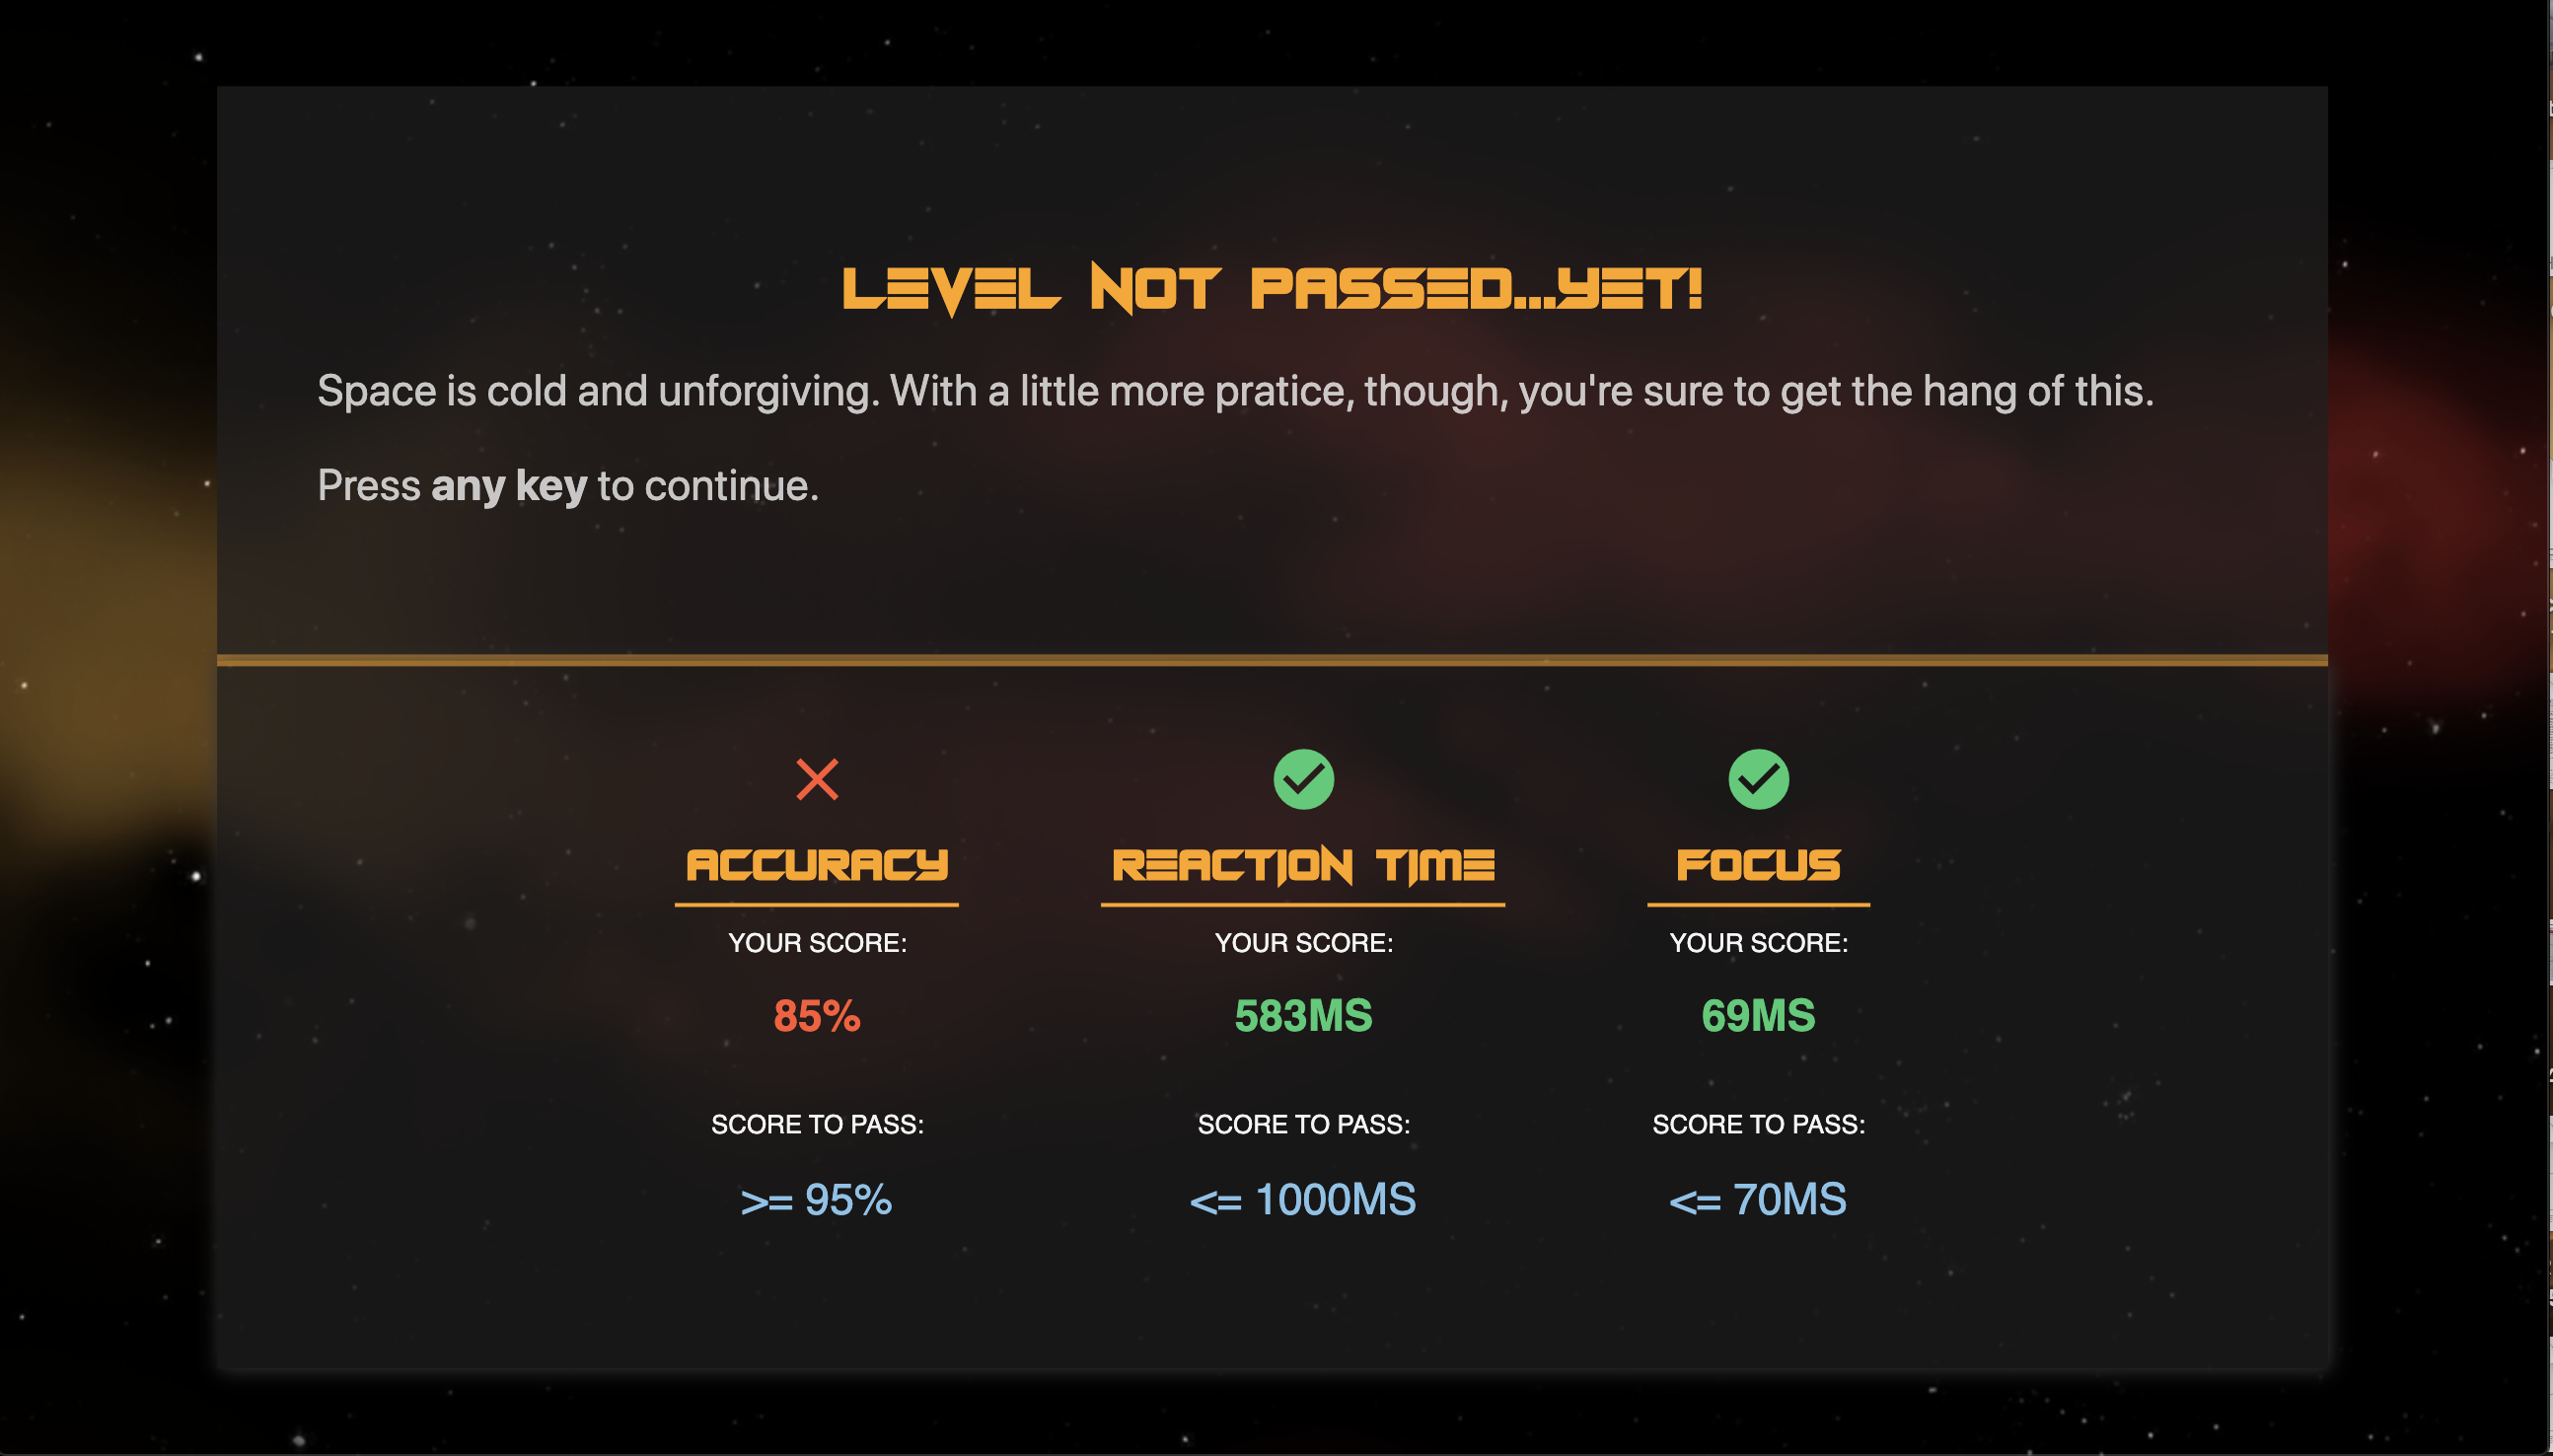 LEVEL NOT PASSED...YET!
Space is cold and unforgiving. With a little more pratice, though, you're sure to get the hang of this.
Press any key to continue.
ACCURACY
YOUR SCORE:
85%
SCORE TO PASS:
>= 95%
REACTION TIME
YOUR SCORE:
583MS
SCORE TO PASS:
<= 1000MS
FOCUS
YOUR SCORE:
69MS
SCORE TO PASS:
<= 70MS